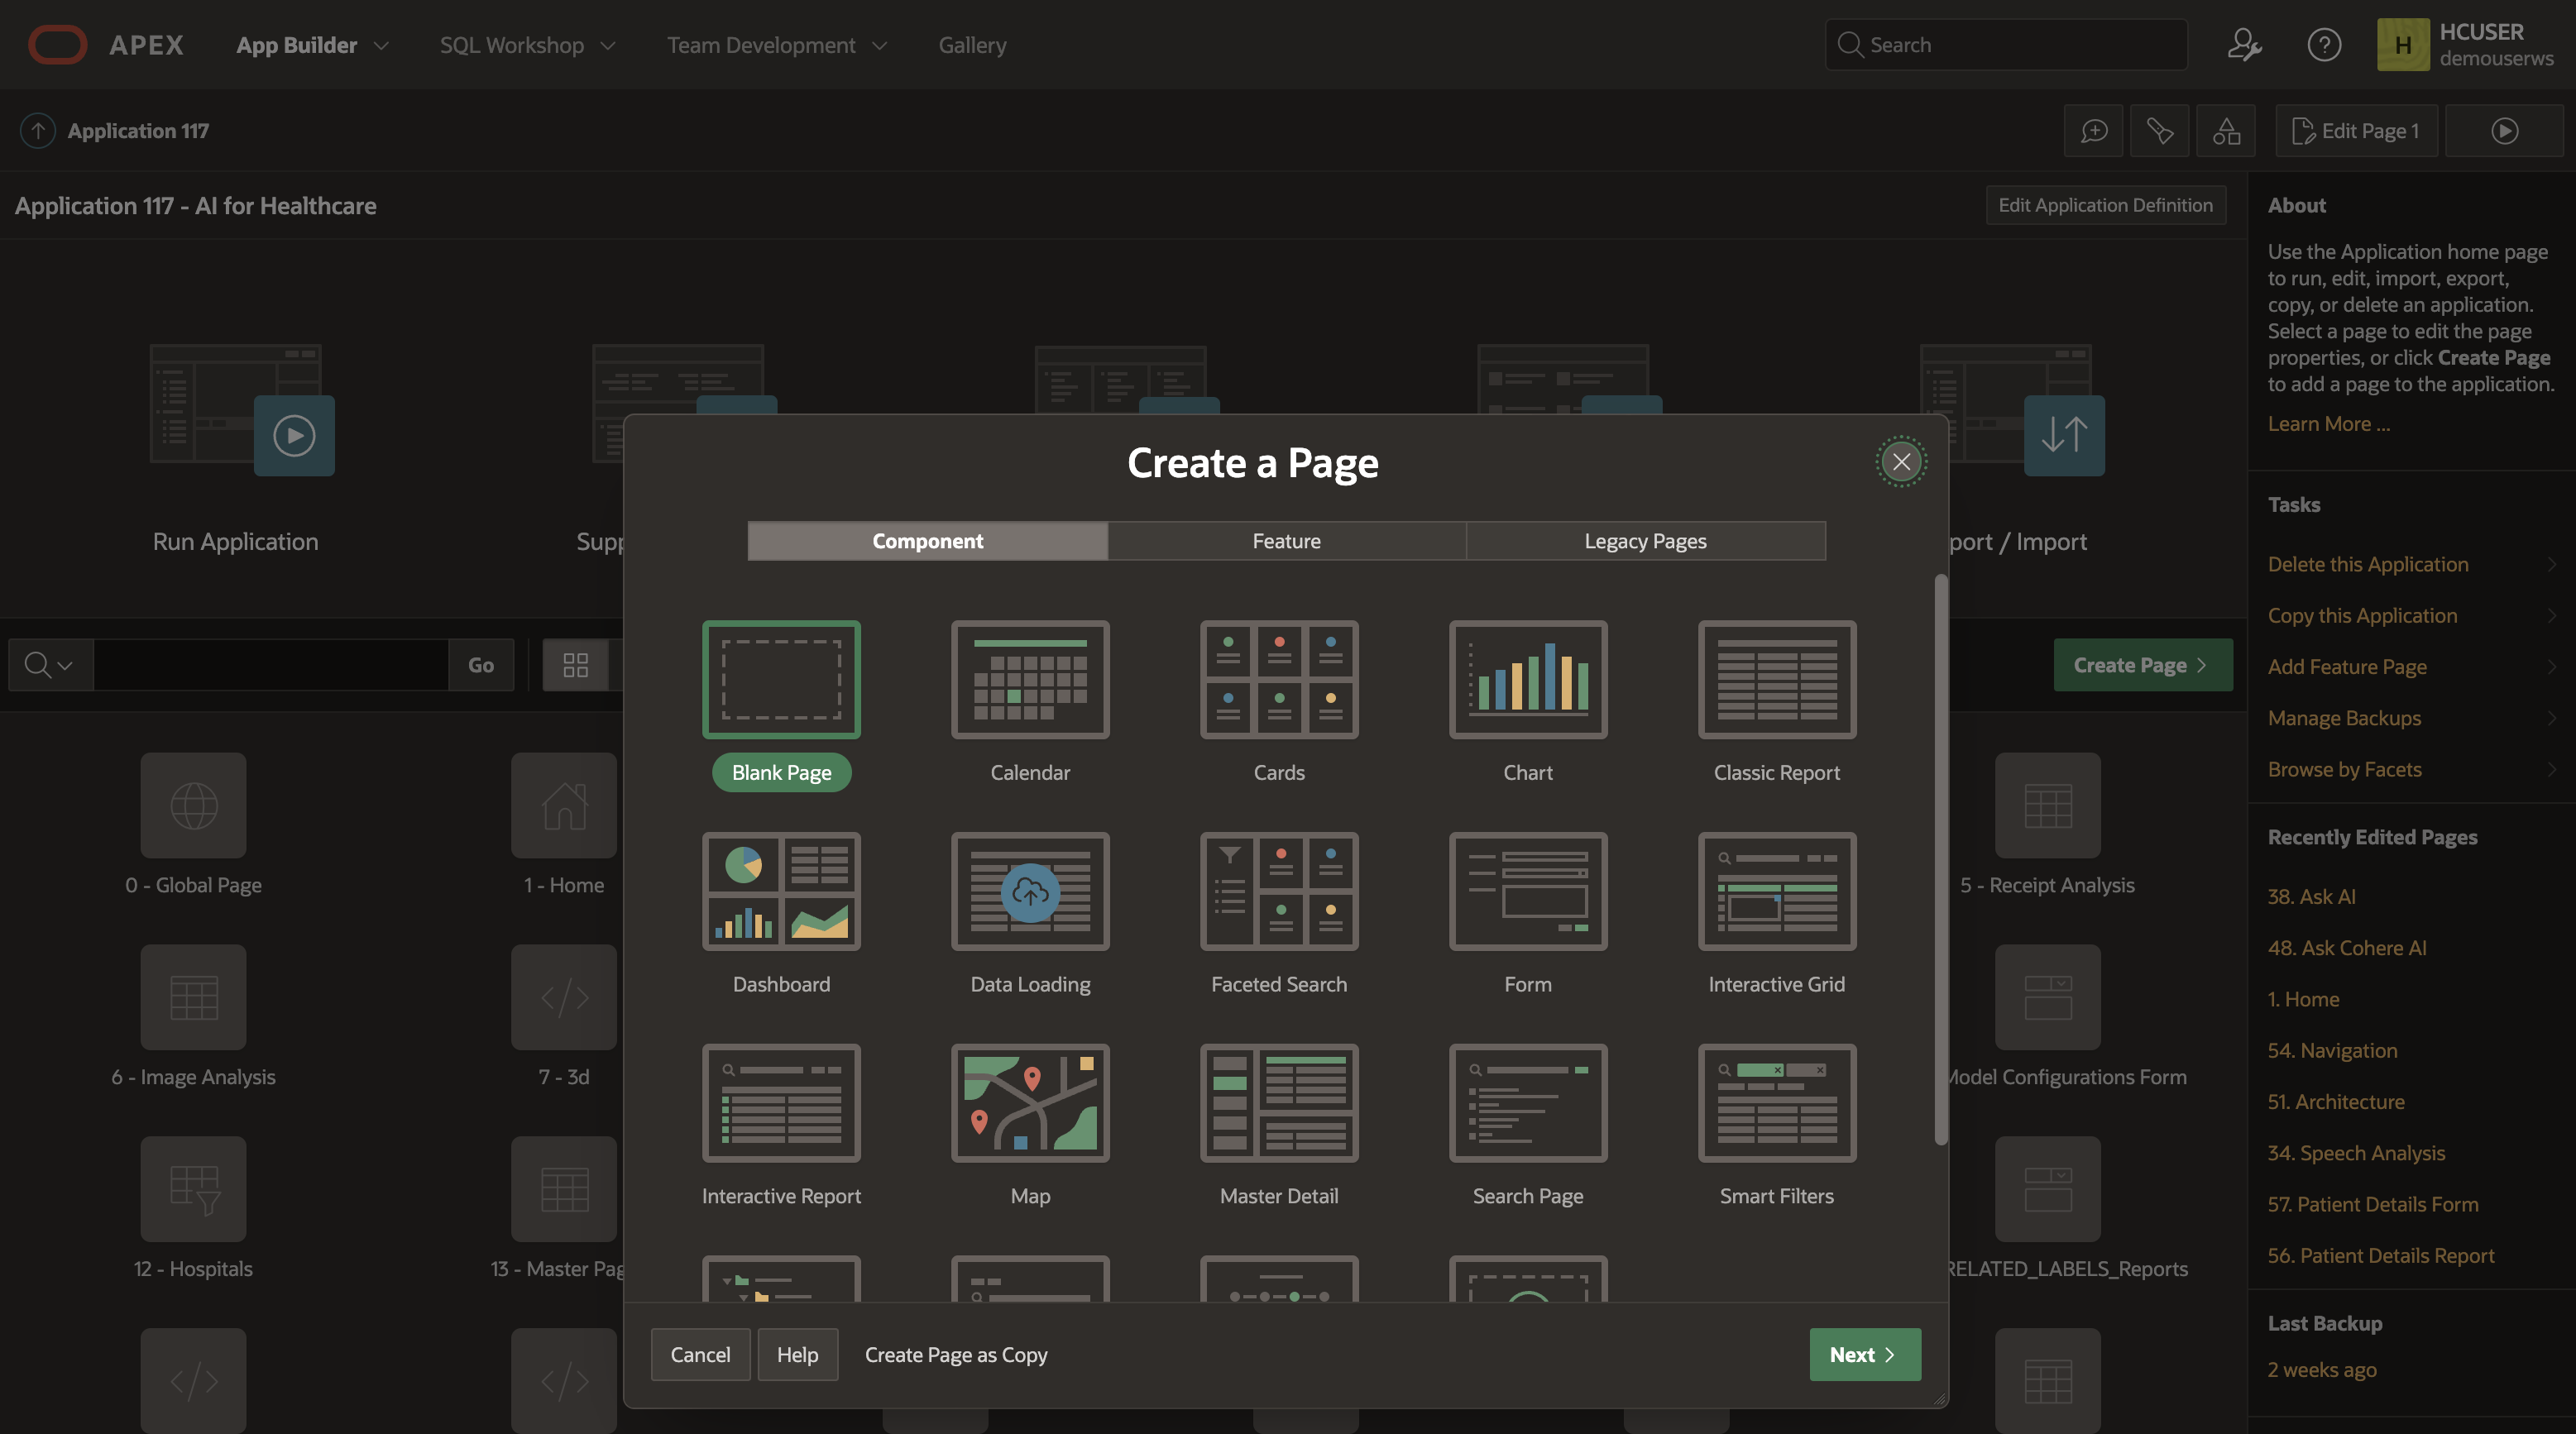 APEX
App Builder
SQL Workshop
Team Development
Gallery
Search
H
HCUSER
demouserws
Application 117
Edit Page 1
Application 117 - AI for Healthcare
Edit Application Definition
About
Use the Application home page
to run, edit, import, export,
copy, or delete an application.
Select a page to edit the page
properties, or click Create Page
to add a page to the application.
Learn More ...
Run Application
Supp
port / Import
Go
Create Page
Create a Page
Component
Feature
Legacy Pages
Blank Page
Calendar
Cards
Chart
Classic Report
Dashboard
Data Loading
Faceted Search
Form
Interactive Grid
Interactive Report
Map
Master Detail
Search Page
Smart Filters
Cancel
Help
Create Page as Copy
Next
0 - Global Page
1 - Home
5 - Receipt Analysis
6 - Image Analysis
7 - 3d
Model Configurations Form
12 - Hospitals
13 - Master Pag
RELATED_LABELS_Reports
Tasks
Delete this Application
Copy this Application
Add Feature Page
Manage Backups
Browse by Facets
Recently Edited Pages
38. Ask AI
48. Ask Cohere AI
1. Home
54. Navigation
51. Architecture
34. Speech Analysis
57. Patient Details Form
56. Patient Details Report
Last Backup
2 weeks ago